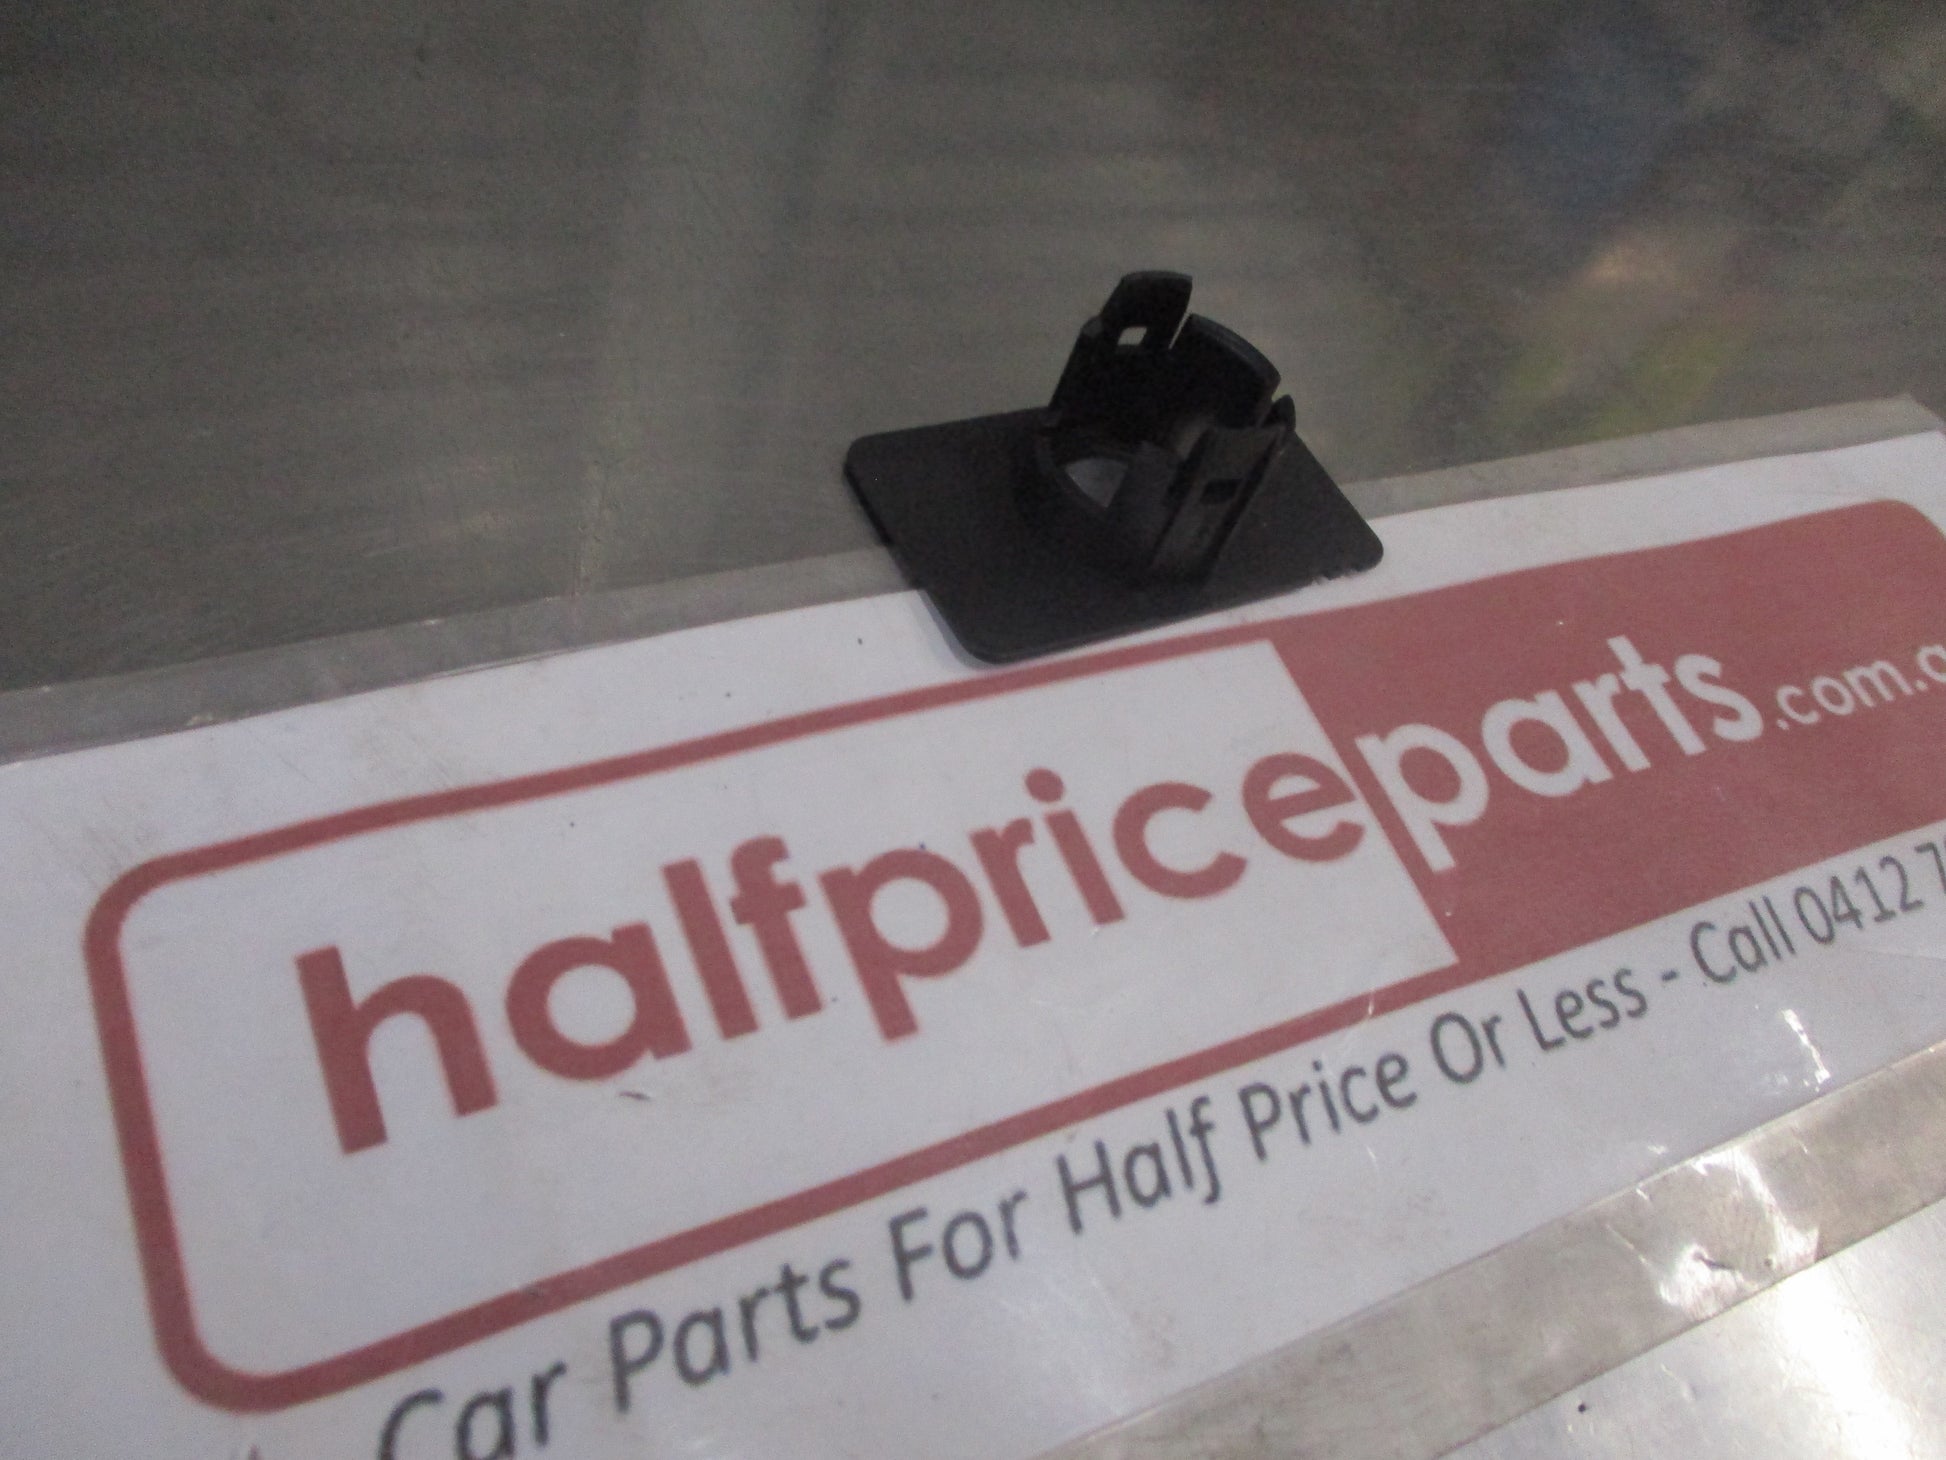 halfpriceparts.com.a
Car Parts For Half Price Or Less - Call 0412 7